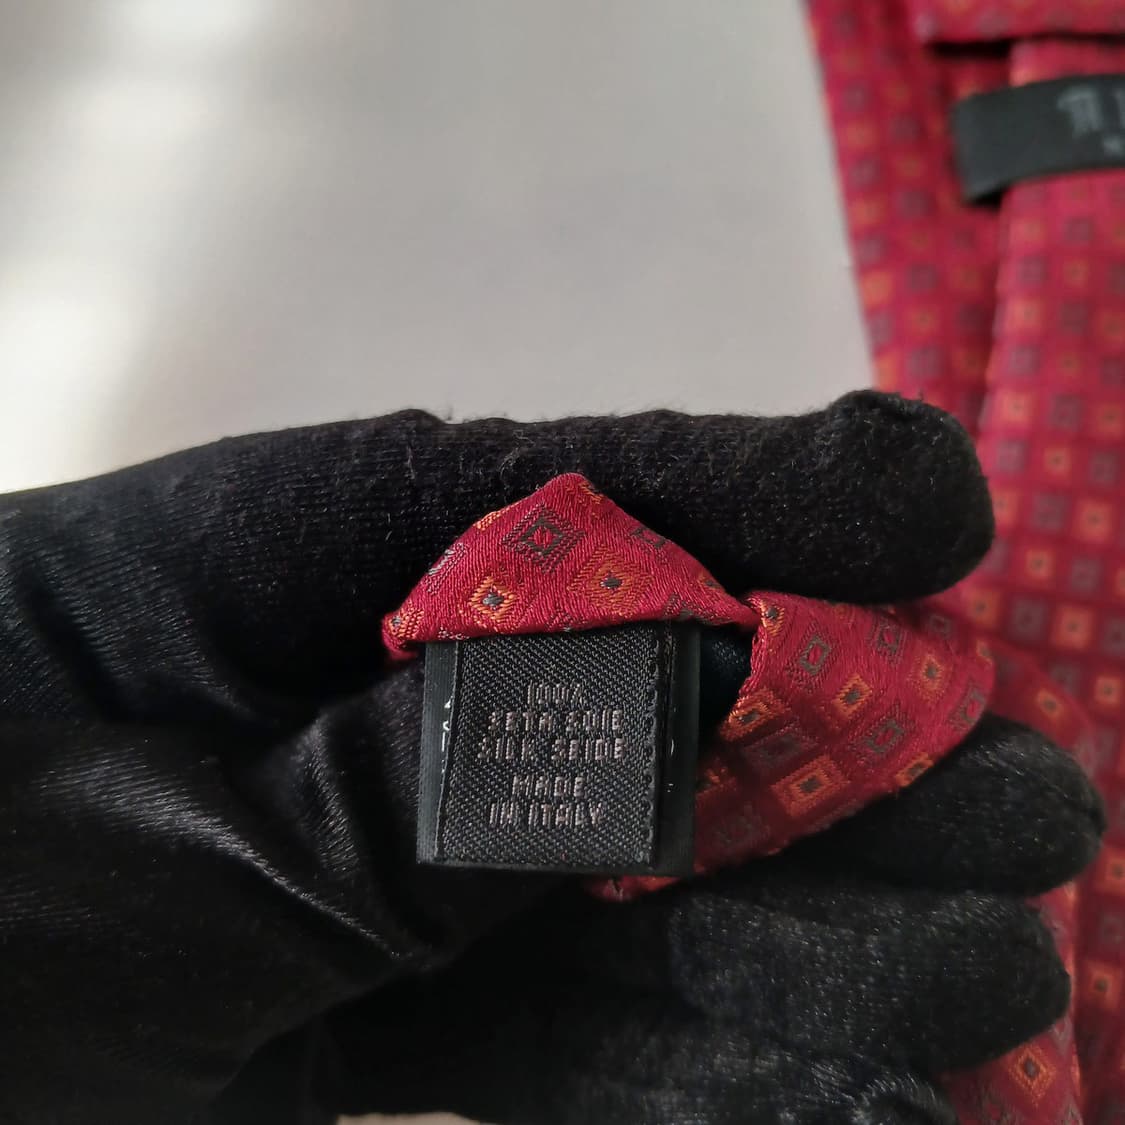 100%
SETA SOIE
SILK SEIDE
MADE
IN ITALY